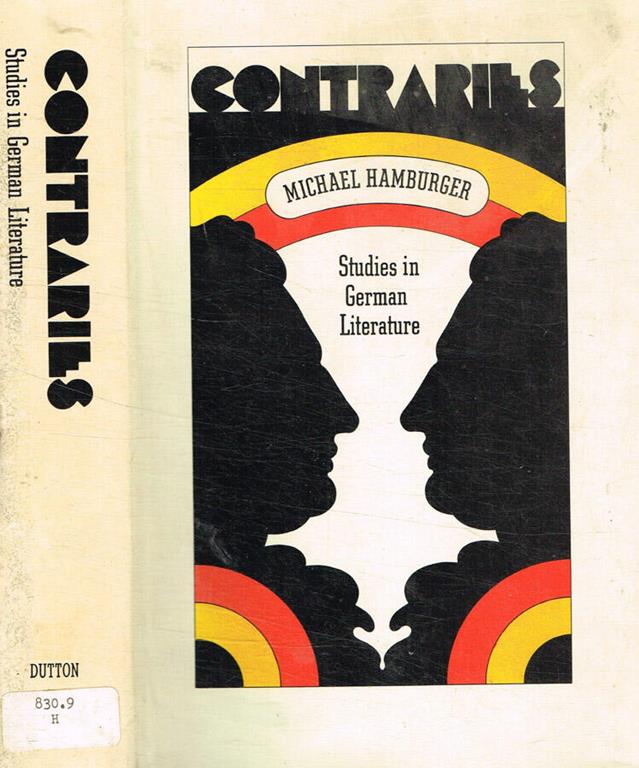 Studies in German Literature
CONTRARIES
DUTTON
830.9
H
CONTRARIES
MICHAEL HAMBURGER
Studies in
German
Literature